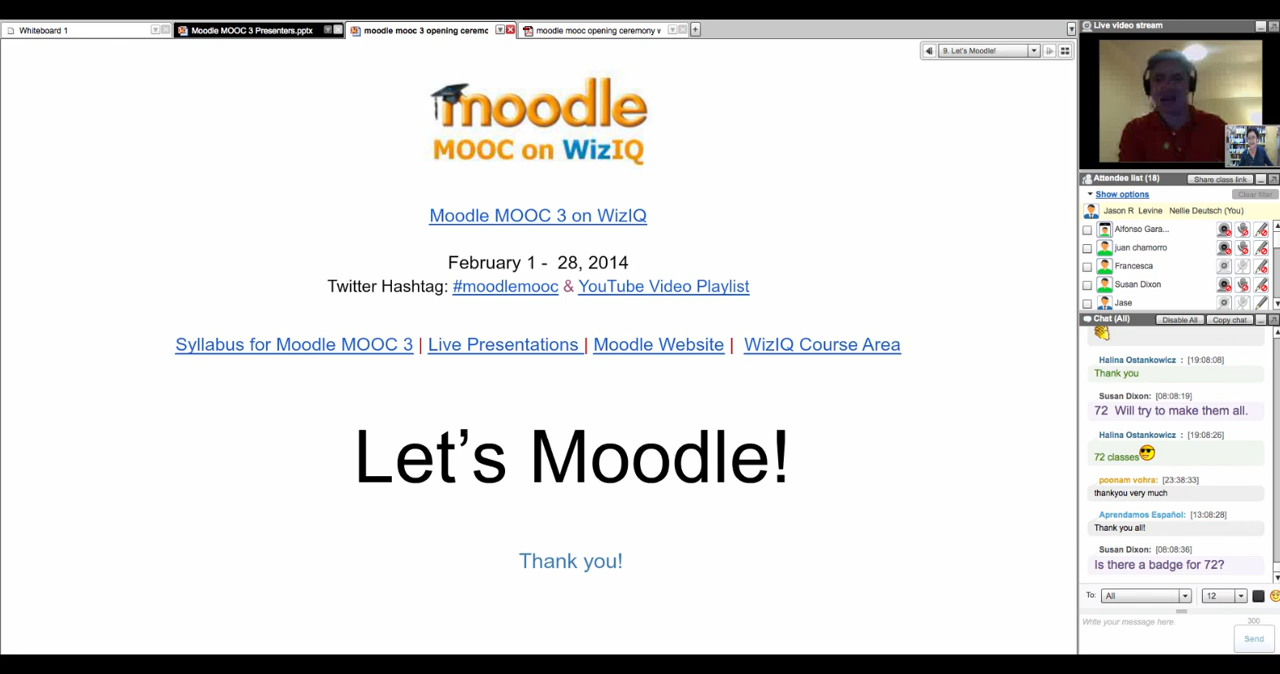 Whiteboard 1
Moodle MOOC 3 Presenters.pptx
moodle mooc 3 opening ceremo
moodle mooc opening ceremony v
9. Let's Moodle!
moodle
MOOC on WizIQ
Moodle MOOC 3 on WizIQ
February 1 - 28, 2014
Twitter Hashtag: #moodlemooc & YouTube Video Playlist
Syllabus for Moodle MOOC 3 | Live Presentations | Moodle Website | WizIQ Course Area
Let's Moodle!
Thank you!
Live video stream
Attendee list (18)
Share class link
Show options
Clear filter
Jason R Levine Nellie Deutsch (You)
Alfonso Gara...
juan chamorro
Francesca
Susan Dixon
Jase
Chat (All)
Disable All
Copy chat
Halina Ostankowicz : [19:08:08]
Thank you
Susan Dixon: [08:08:19]
72 Will try to make them all.
Halina Ostankowicz : [19:08:26]
72 classes
poonam vohra: [23:38:33]
thankyou very much
Aprendamos Español: [13:08:28]
Thank you all!
Susan Dixon: [08:08:36]
Is there a badge for 72?
To: All 12
Write your message here.
300
Send